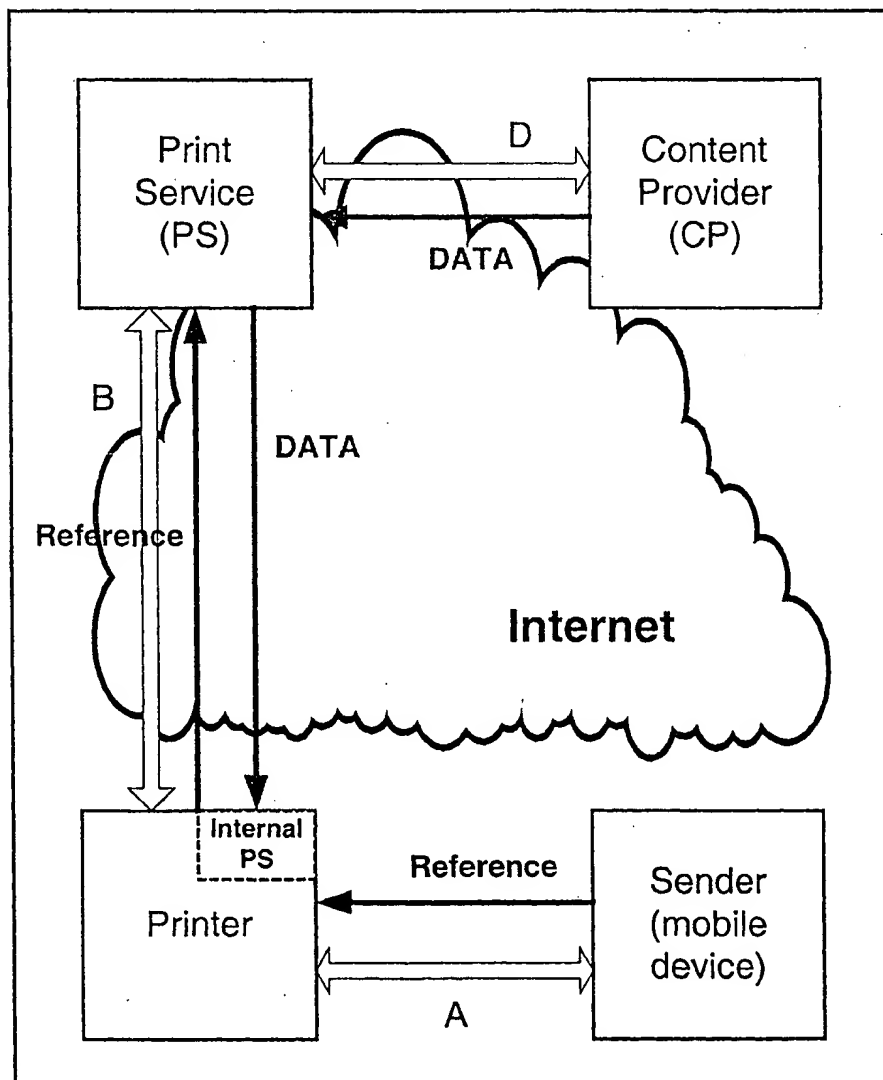 Print
Service
(PS)
D
Content
Provider
(CP)
DATA
B
DATA
Reference
Internet
Internal
PS
Printer
Reference
Sender
(mobile
device)
A